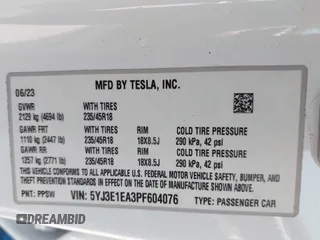 MFD BY TESLA, INC.
06/23
GVWR WITH TIRES
2129 kg (4694 lb) 235/45R18
GAWR FRT WITH TIRES RIM COLD TIRE PRESSURE
1110 kg (2447 lb) 235/45R18 18X8.5J 290 kPa, 42 psi
GAWR RR WITH TIRES RIM COLD TIRE PRESSURE
1257 kg (2771 lb) 235/45R18 18X8.5J 290 kPa, 42 psi
THIS VEHICLE CONFORMS TO ALL APPLICABLE U.S. FEDERAL MOTOR VEHICLE SAFETY, BUMPER, AND
THEFT PREVENTION STANDARDS IN EFFECT ON THE DATE OF MANUFACTURE SHOWN ABOVE.
PNT: PPSW VIN: 5YJ3E1EA3PF604076 TYPE: PASSENGER CAR
DIRAUTOBID